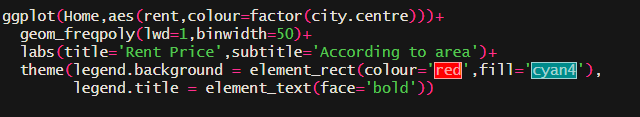 ggplot(Home,aes(rent,colour=factor(city.centre)))+
  geom_freqpoly(lwd=1,binwidth=50)+
  labs(title='Rent Price',subtitle='According to area')+
  theme(legend.background = element_rect(colour='red',fill='cyan4'),
        legend.title = element_text(face='bold'))